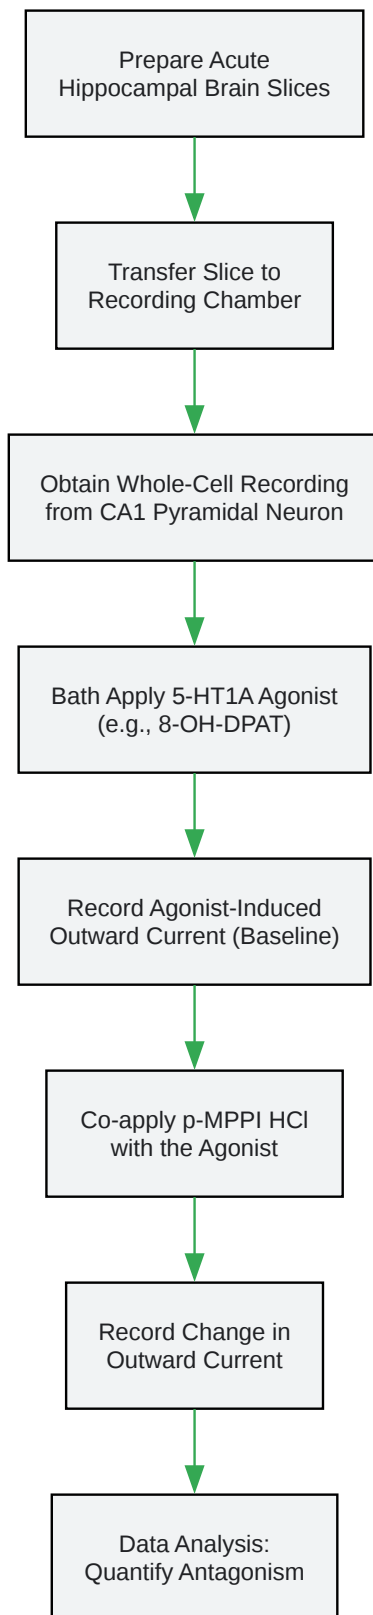 Prepare Acute
Hippocampal Brain Slices
Transfer Slice to
Recording Chamber
Obtain Whole-Cell Recording
from CA1 Pyramidal Neuron
Bath Apply 5-HT1A Agonist
(e.g., 8-OH-DPAT)
Record Agonist-Induced
Outward Current (Baseline)
Co-apply p-MPPI HCl
with the Agonist
Record Change in
Outward Current
Data Analysis:
Quantify Antagonism